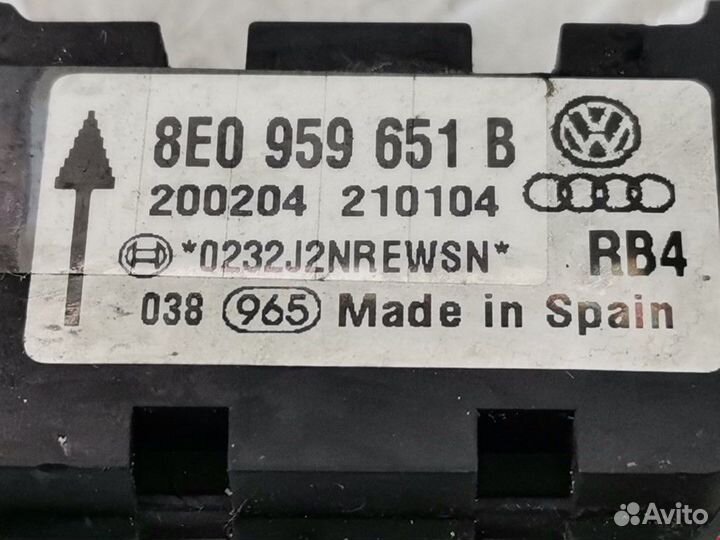 8E0 959 651 B
200204 210104
*0232J2NREWSN* RB4
038 965 Made in Spain
Avito